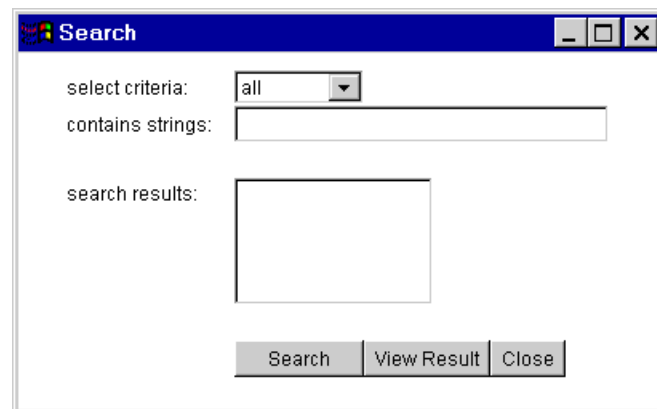 Search
select criteria: all
contains strings:
search results:
Search View Result Close